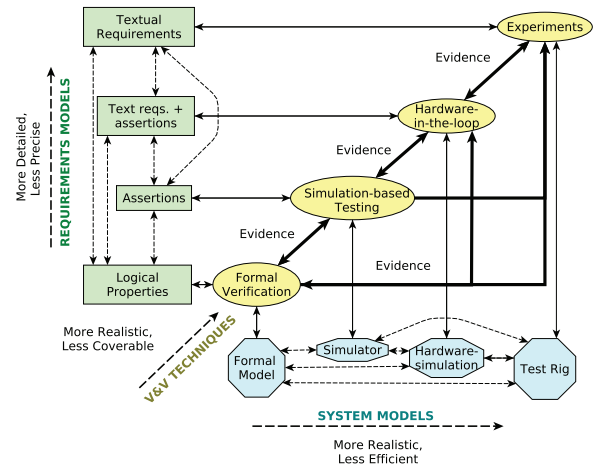 Textual
Requirements
Experiments
Evidence
Text reqs. +
assertions
Hardware-
in-the-loop
More Detailed,
Less Precise
REQUIREMENTS MODELS
Evidence
Assertions
Simulation-based
Testing
Evidence
Evidence
Logical
Properties
Formal
Verification
More Realistic,
Less Coverable
V&V TECHNIQUES
Formal
Model
Simulator
Hardware-
simulation
Test Rig
SYSTEM MODELS
More Realistic,
Less Efficient